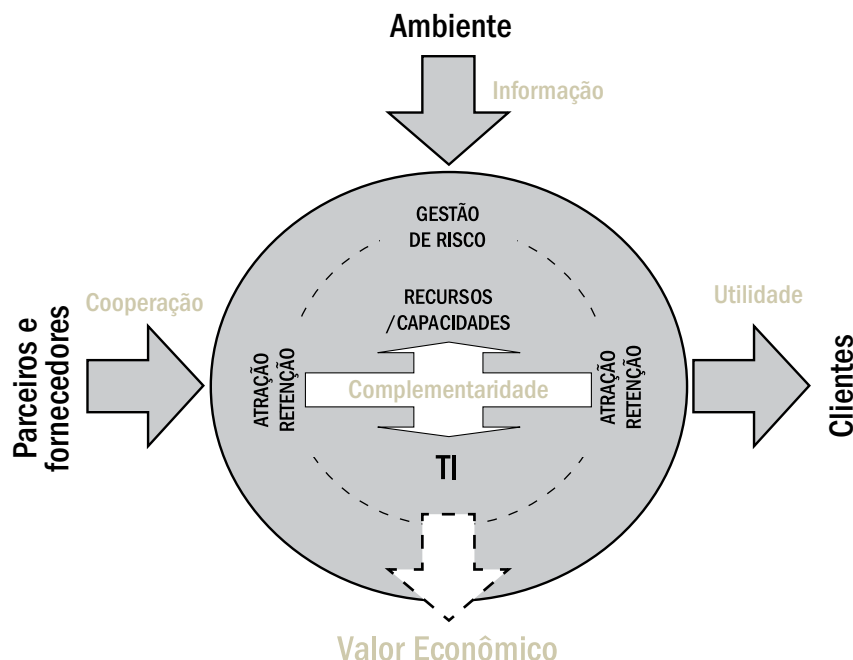 Ambiente
Informação
GESTÃO
DE RISCO
Cooperação
RECURSOS
/CAPACIDADES
Utilidade
Parceiros e
fornecedores
ATRAÇÃO
RETENÇÃO
Complementaridade
ATRAÇÃO
RETENÇÃO
Clientes
TI
Valor Econômico